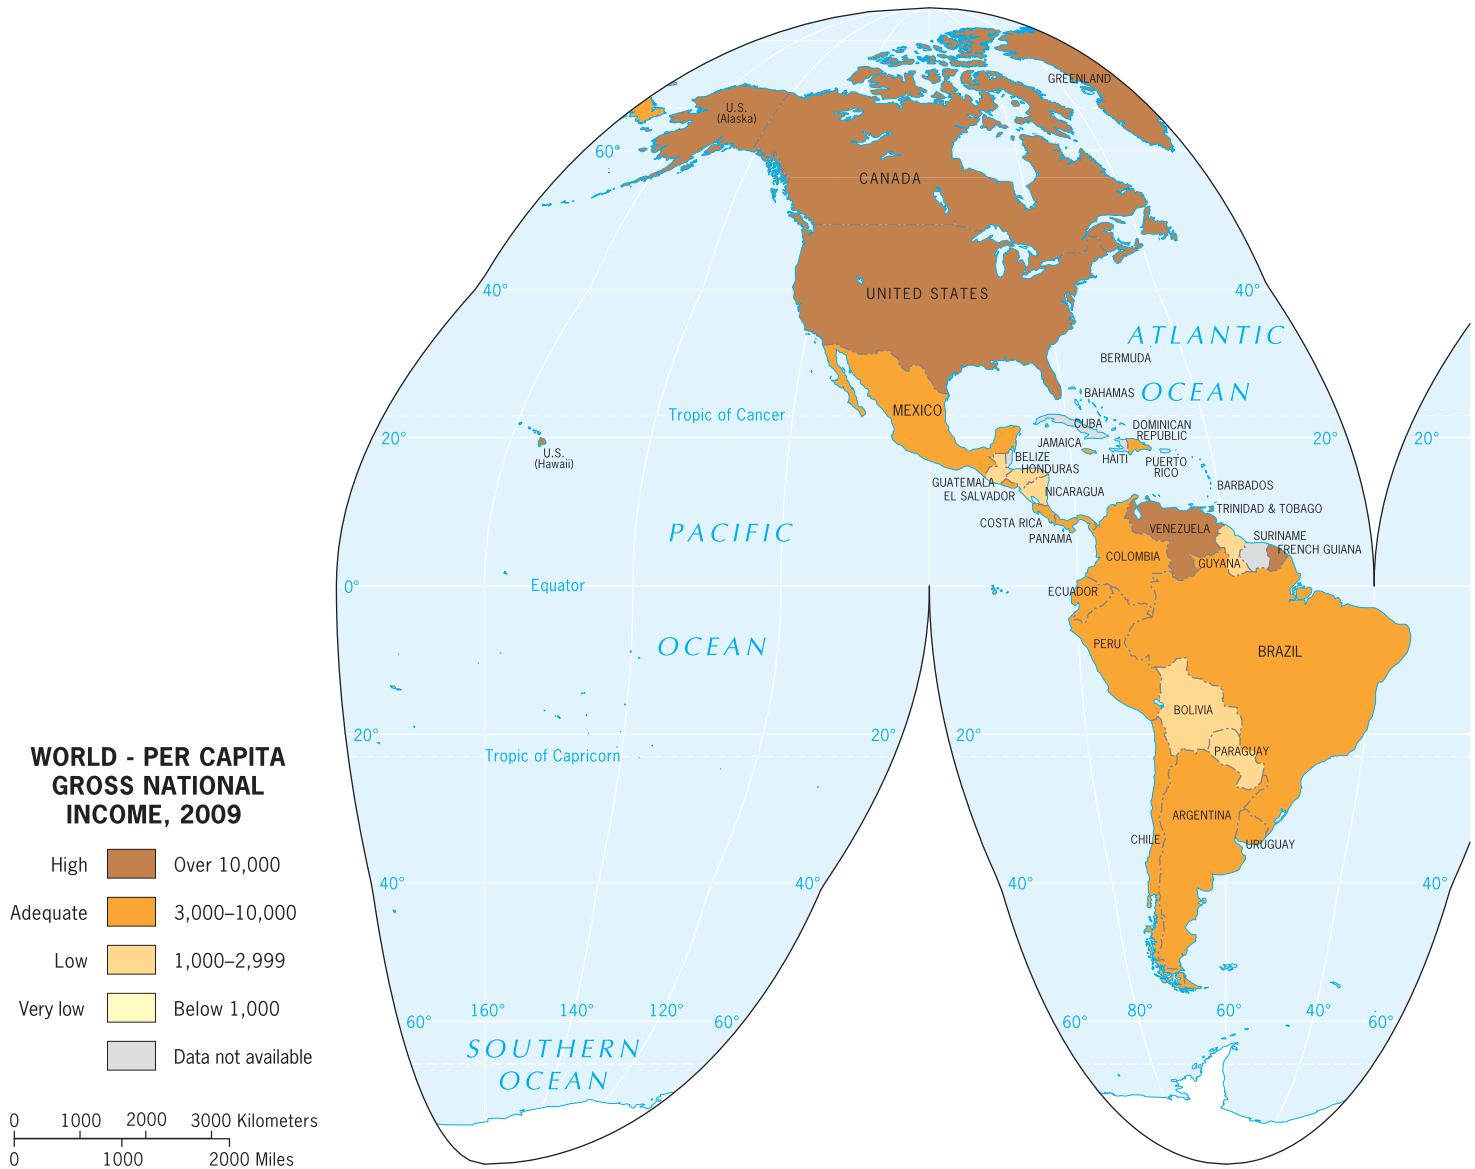 GREENLAND
U.S.
(Alaska)
60°
CANADA
40°
UNITED STATES
40°
ATLANTIC
BERMUDA
OCEAN
BAHAMAS
MEXICO
Tropic of Cancer
CUBA
DOMINICAN
REPUBLIC
20°
20°
20°
JAMAICA
U.S.
(Hawaii)
BELIZE
HAITI
PUERTO
RICO
HONDURAS
GUATEMALA
NICARAGUA
BARBADOS
EL SALVADOR
TRINIDAD & TOBAGO
COSTA RICA
PANAMA
VENEZUELA
SURINAME
FRENCH GUIANA
PACIFIC
COLOMBIA
GUYANA
0°
Equator
ECUADOR
OCEAN
PERU
BRAZIL
BOLIVIA
20°
20°
20°
PARAGUAY
Tropic of Capricorn
ARGENTINA
CHILE
URUGUAY
40°
40°
40°
40°
160°
140°
120°
80°
60°
40°
60°
60°
60°
60°
SOUTHERN
OCEAN
WORLD - PER CAPITA
GROSS NATIONAL
INCOME, 2009
High Over 10,000
Adequate 3,000–10,000
Low 1,000–2,999
Very low Below 1,000
Data not available
0 1000 2000 3000 Kilometers
0 1000 2000 Miles